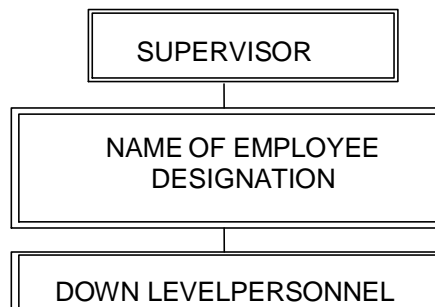 SUPERVISOR
NAME OF EMPLOYEE
DESIGNATION
DOWN LEVELPERSONNEL